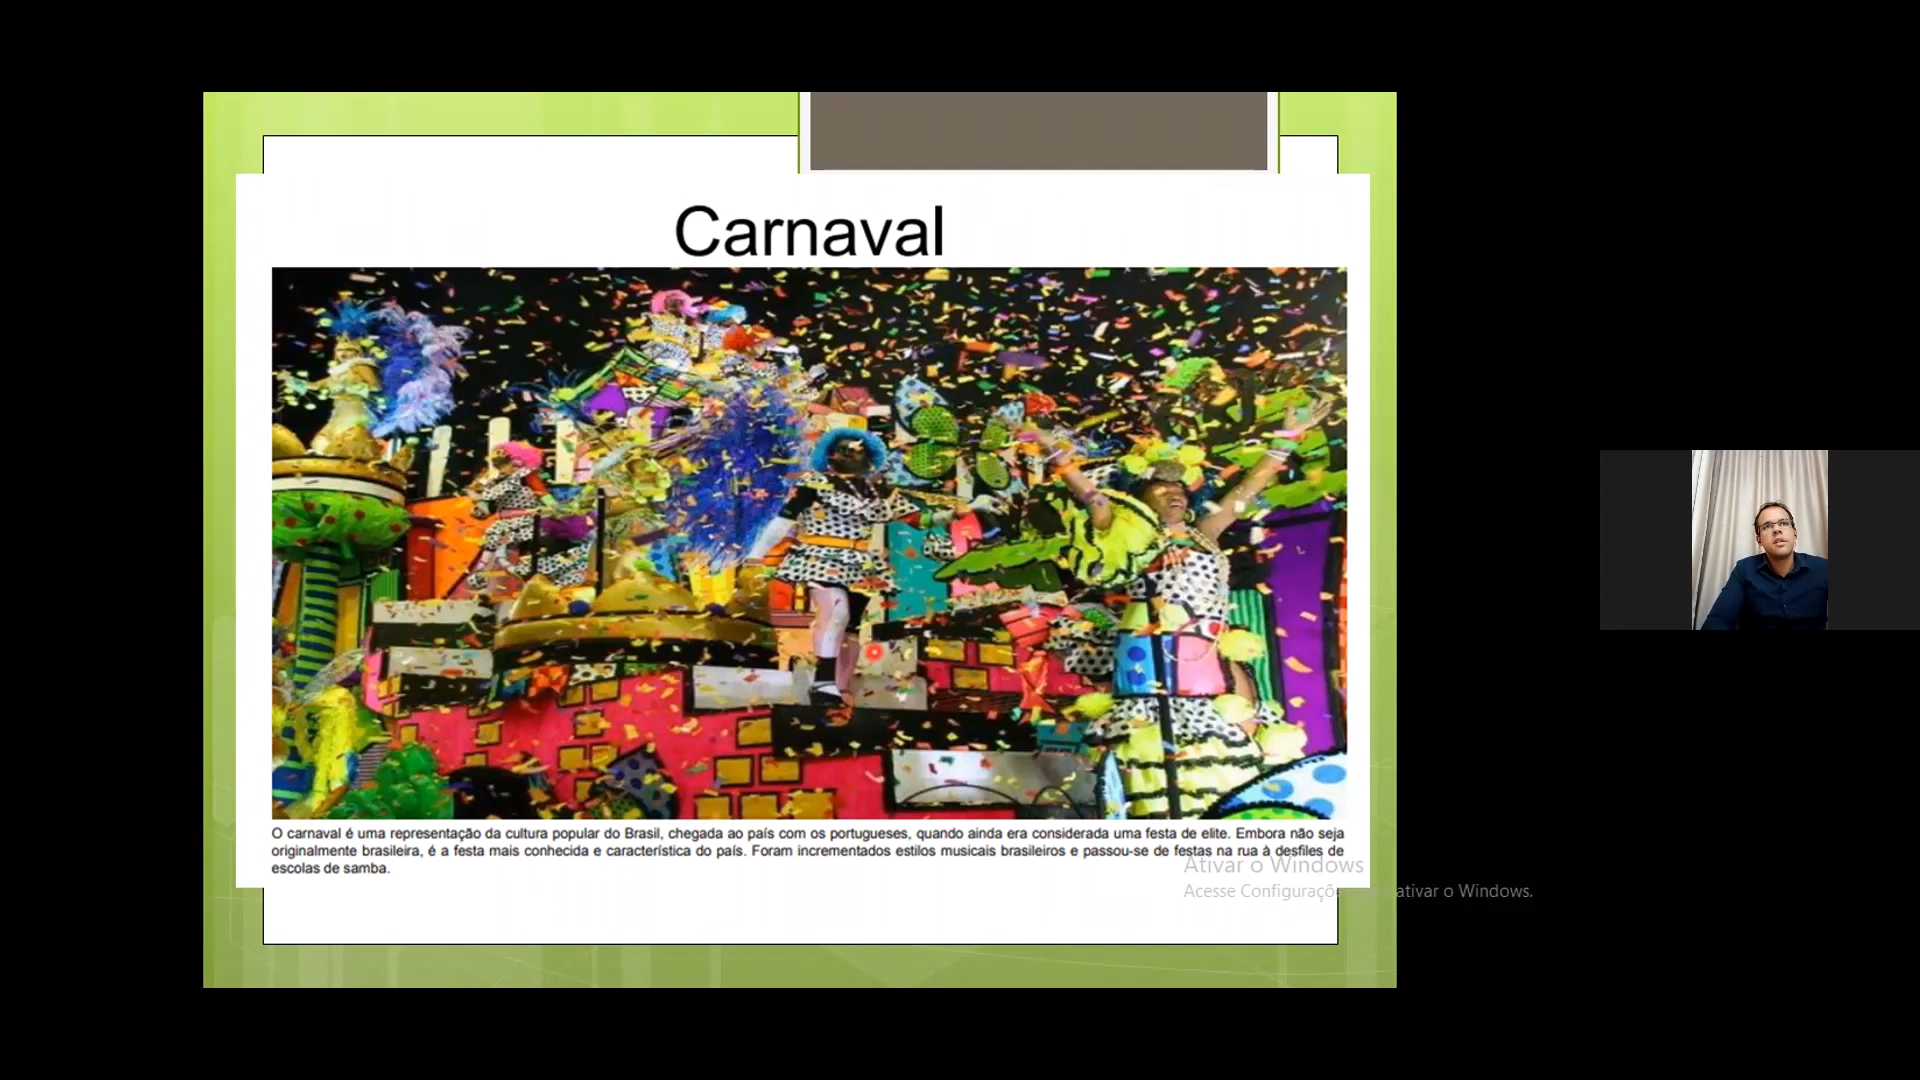 Carnaval
O carnaval é uma representação da cultura popular do Brasil, chegada ao país com os portugueses, quando ainda era considerada uma festa de elite. Embora não seja
originalmente brasileira, é a festa mais conhecida e característica do país. Foram incrementados estilos musicais brasileiros e passou-se de festas na rua à desfiles de
escolas de samba.
Ativar o Windows
Acesse Configuraçõ ativar o Windows.